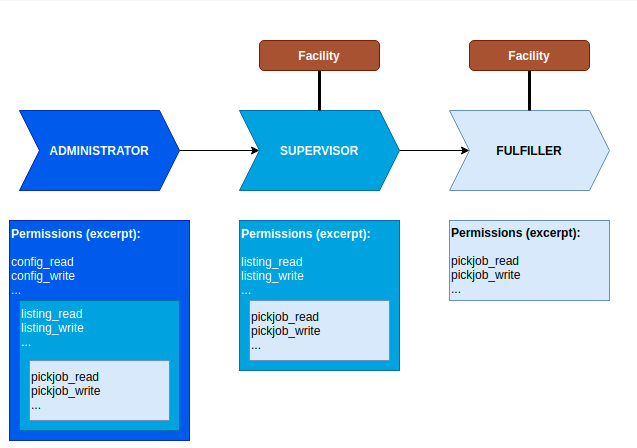 Facility
Facility
ADMINISTRATOR
SUPERVISOR
FULFILLER
Permissions (excerpt):
config_read
config_write
...
listing_read
listing_write
...
pickjob_read
pickjob_write
...
Permissions (excerpt):
listing_read
listing_write
...
pickjob_read
pickjob_write
...
Permissions (excerpt):
pickjob_read
pickjob_write
...